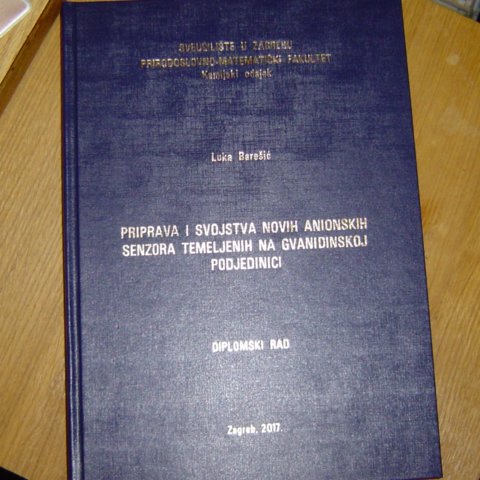 SVEUČILIŠTE U ZAGREBU
PRIRODOSLOVNO-MATEMATIČKI FAKULTET
Kemijski odsjek
Luka Barešić
PRIPRAVA I SVOJSTVA NOVIH ANIONSKIH
SENZORA TEMELJENIH NA GVANIDINSKOJ
PODJEDINICI
DIPLOMSKI RAD
Zagreb, 2017.